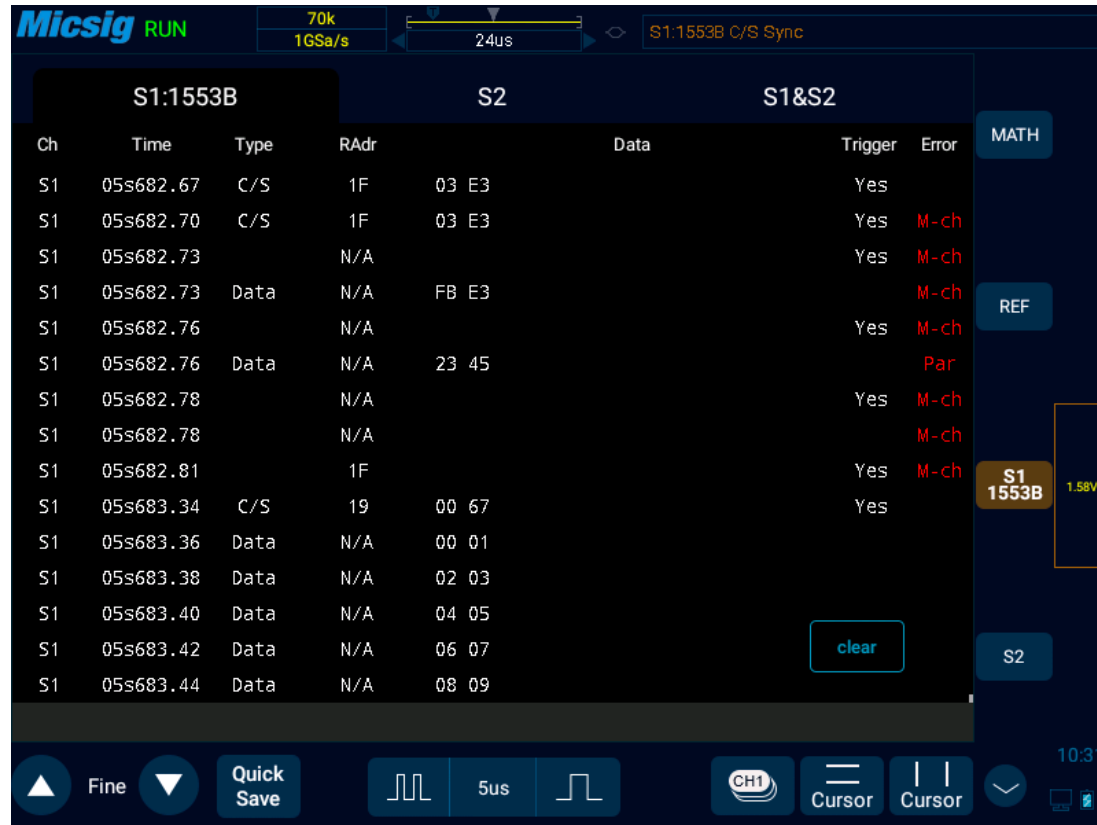 Micsig RUN 70k 1GSa/s 24us S1:1553B C/S Sync
S1:1553B S2 S1&S2
Ch Time Type RAdr Data Trigger Error
S1 05s682.67 C/S 1F 03 E3 Yes
S1 05s682.70 C/S 1F 03 E3 Yes M-ch
S1 05s682.73 N/A Yes M-ch
S1 05s682.73 Data N/A FB E3 M-ch
S1 05s682.76 N/A Yes M-ch
S1 05s682.76 Data N/A 23 45 Par
S1 05s682.78 N/A Yes M-ch
S1 05s682.78 N/A M-ch
S1 05s682.81 1F Yes M-ch
S1 05s683.34 C/S 19 00 67 Yes
S1 05s683.36 Data N/A 00 01
S1 05s683.38 Data N/A 02 03
S1 05s683.40 Data N/A 04 05
S1 05s683.42 Data N/A 06 07
S1 05s683.44 Data N/A 08 09
clear
MATH
REF
S1 1553B
1.58V
S2
Fine Quick Save 5us CH1 Cursor Cursor